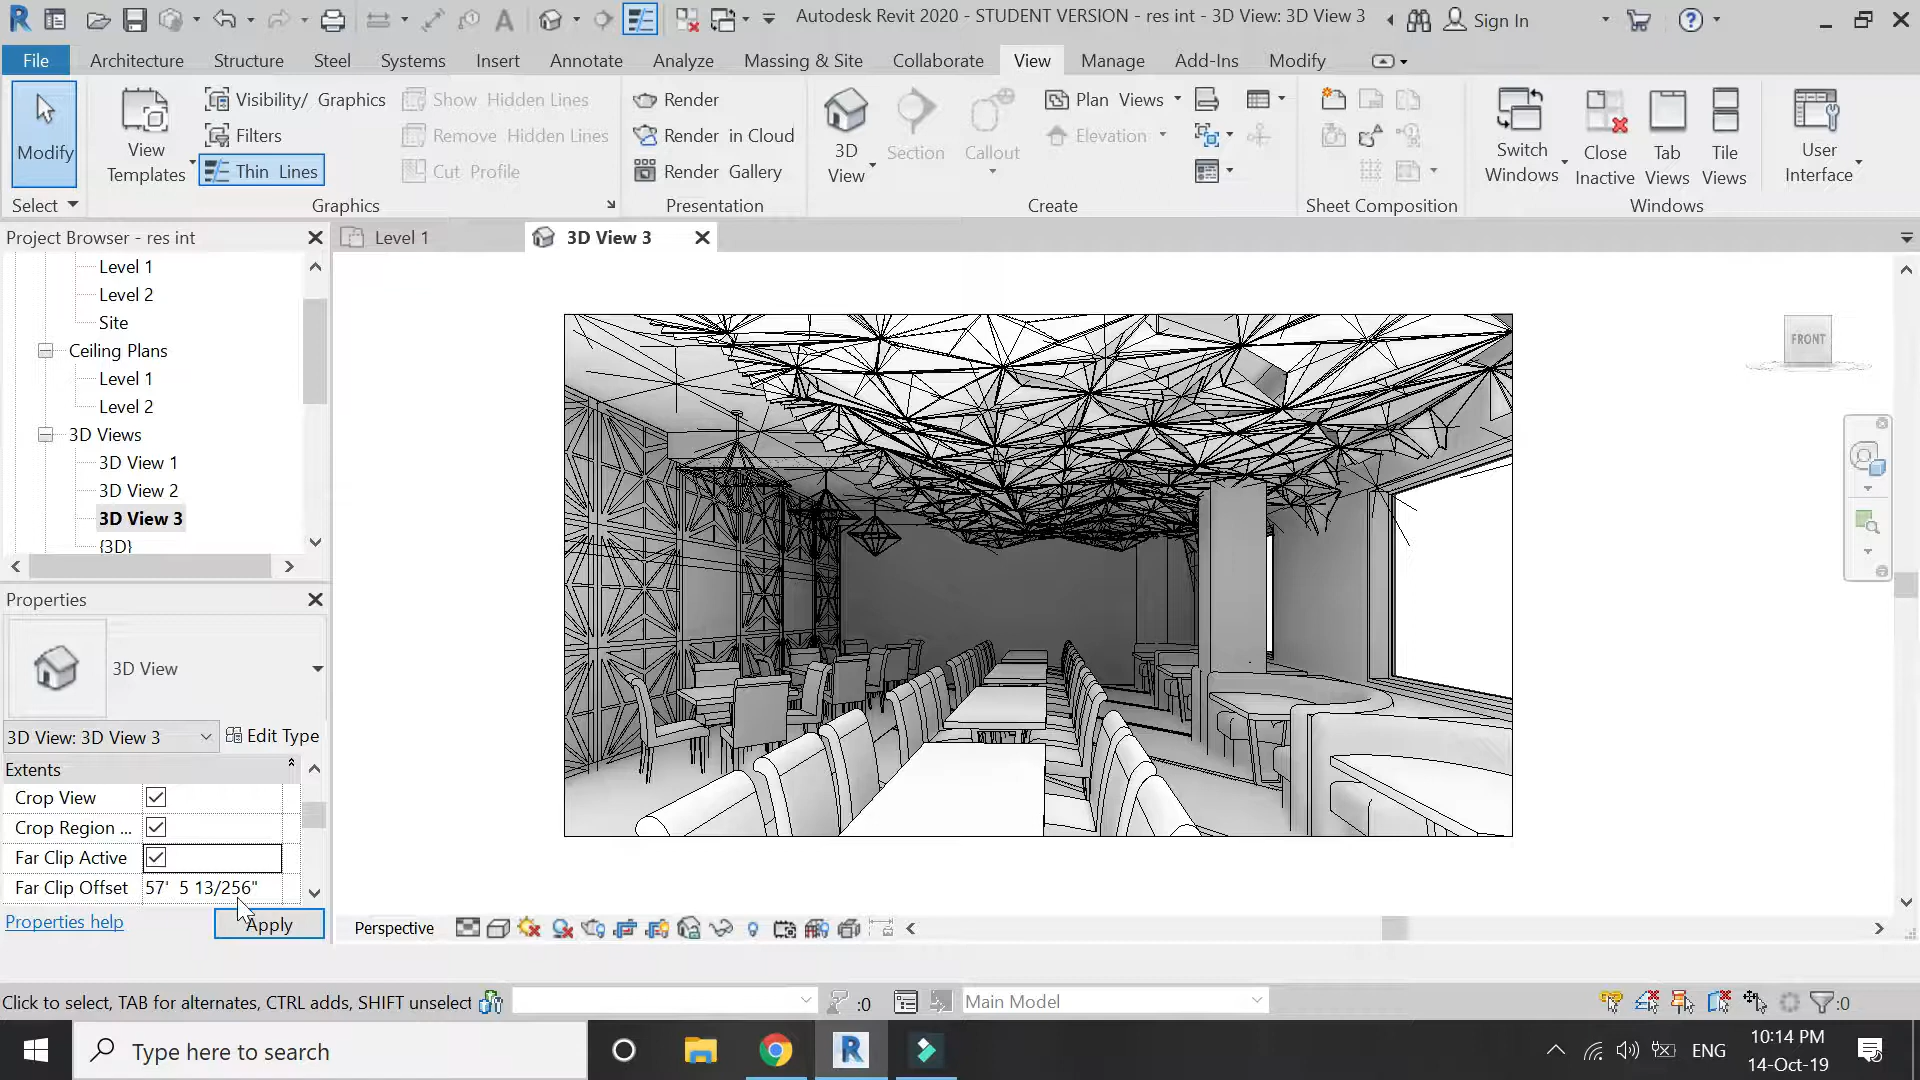 Autodesk Revit 2020 - STUDENT VERSION - res int - 3D View: 3D View 3
Sign In
File
Architecture
Structure
Steel
Systems
Insert
Annotate
Analyze
Massing & Site
Collaborate
View
Manage
Add-Ins
Modify
Modify
View
Templates
Visibility/ Graphics
Filters
Thin Lines
Show Hidden Lines
Remove Hidden Lines
Cut Profile
Render
Render in Cloud
Render Gallery
3D
View
Section
Callout
Plan Views
Elevation
Switch
Windows
Close
Inactive
Tab
Views
Tile
Views
User
Interface
Select
Graphics
Presentation
Create
Sheet Composition
Windows
Project Browser - res int
Level 1
3D View 3
Level 1
Level 2
Site
Ceiling Plans
Level 1
Level 2
3D Views
3D View 1
3D View 2
3D View 3
{3D}
FRONT
Properties
3D View
3D View: 3D View 3
Edit Type
Extents
Crop View
Crop Region ...
Far Clip Active
Far Clip Offset
57' 5 13/256"
Properties help
Apply
Perspective
Click to select, TAB for alternates, CTRL adds, SHIFT unselect
:0
Main Model
:0
Type here to search
ENG
10:14 PM
14-Oct-19